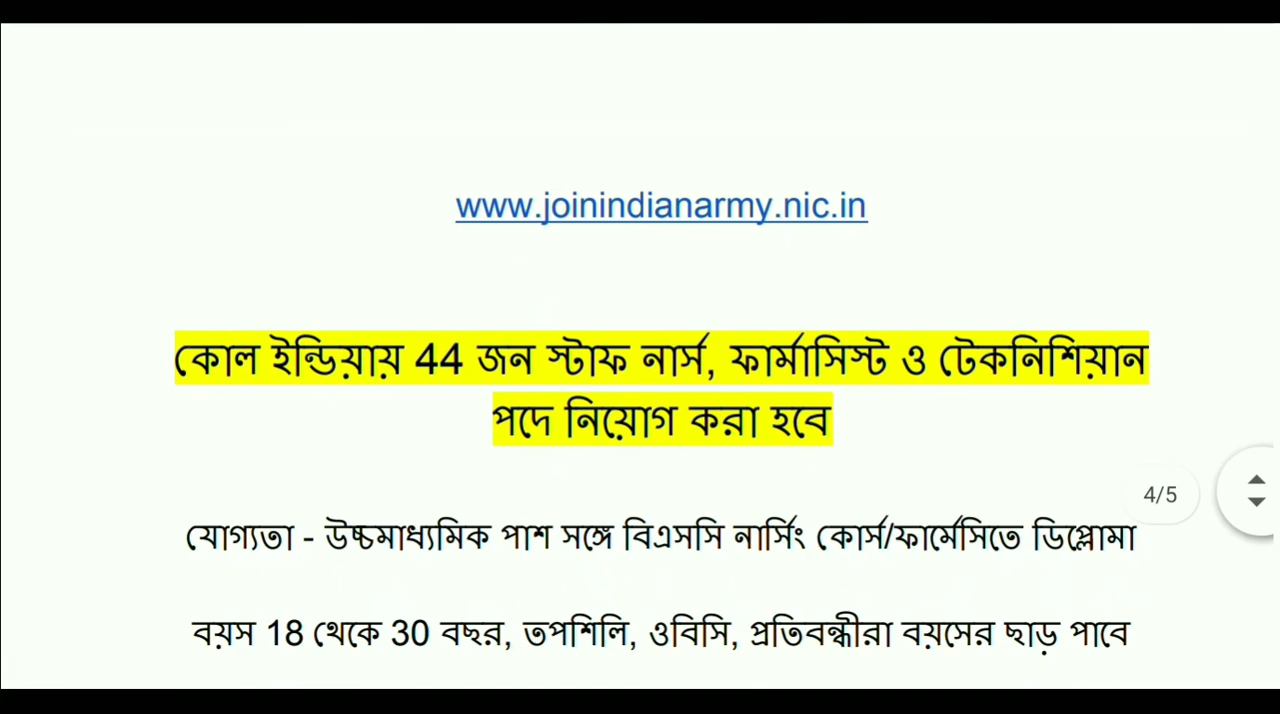 www.joinindianarmy.nic.in
কোল ইন্ডিয়ায় 44 জন স্টাফ নার্স, ফার্মাসিস্ট ও টেকনিশিয়ান
পদে নিয়োগ করা হবে
4/5
যোগ্যতা - উচ্চমাধ্যমিক পাশ সঙ্গে বিএসসি নার্সিং কোর্স/ফার্মেসিতে ডিপ্লোমা
বয়স 18 থেকে 30 বছর, তপশিলি, ওবিসি, প্রতিবন্ধীরা বয়সের ছাড় পাবে